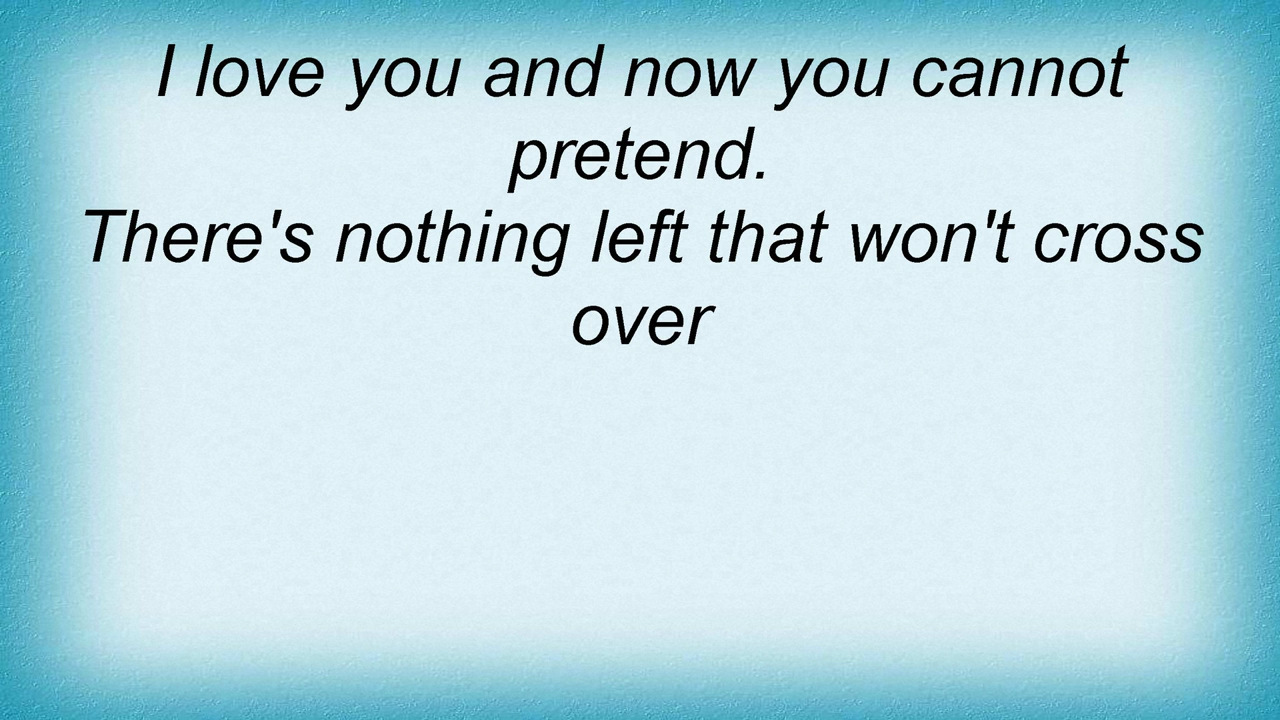 I love you and now you cannot
pretend.
There's nothing left that won't cross
over